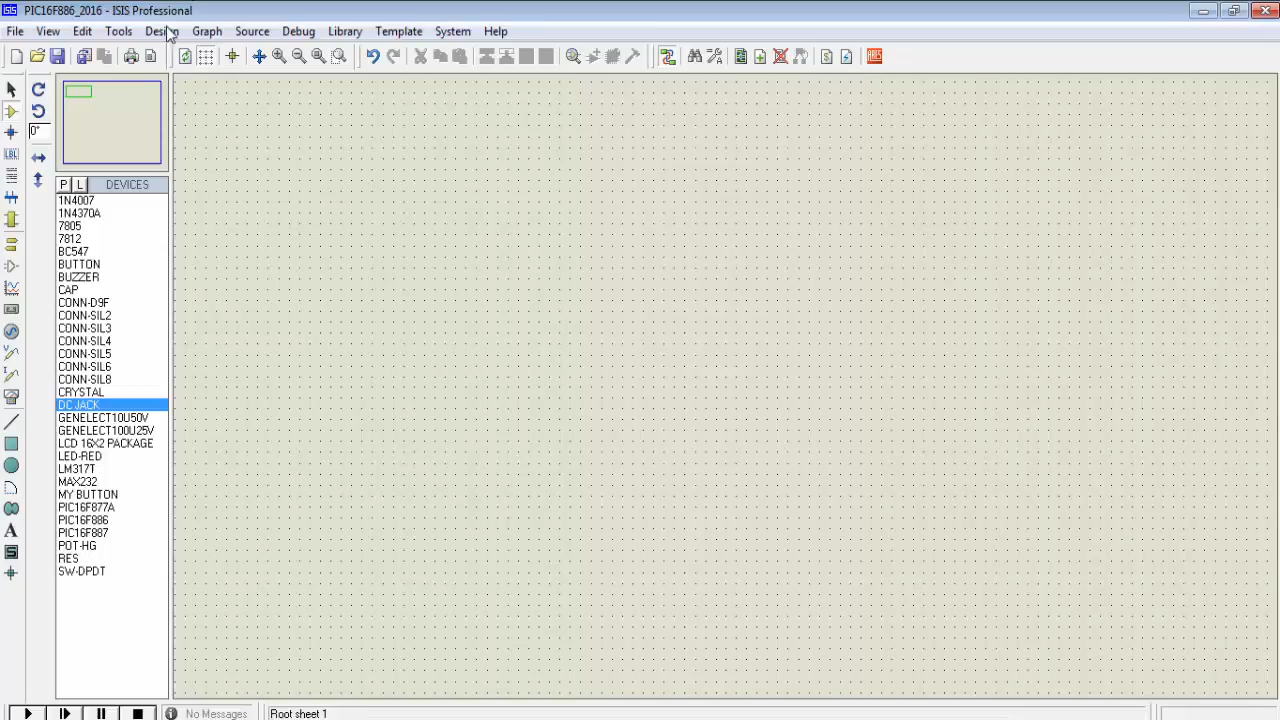 PIC16F886_2016 - ISIS Professional
File View Edit Tools Design Graph Source Debug Library Template System Help
0°
LBL
P L DEVICES
1N4007
1N4370A
7805
7812
BC547
BUTTON
BUZZER
CAP
CONN-D9F
CONN-SIL2
CONN-SIL3
CONN-SIL4
CONN-SIL5
CONN-SIL6
CONN-SIL8
CRYSTAL
DC JACK
GENELECT10U50V
GENELECT100U25V
LCD 16X2 PACKAGE
LED-RED
LM317T
MAX232
MY BUTTON
PIC16F877A
PIC16F886
PIC16F887
POT-HG
RES
SW-DPDT
A
S
No Messages Root sheet 1